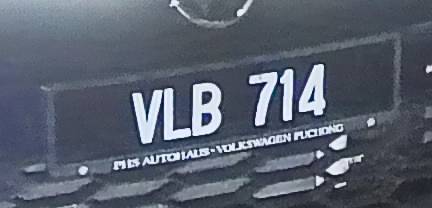 VLB 714
PHS AUTOHAUS - VOLKSWAGEN PUCHONG